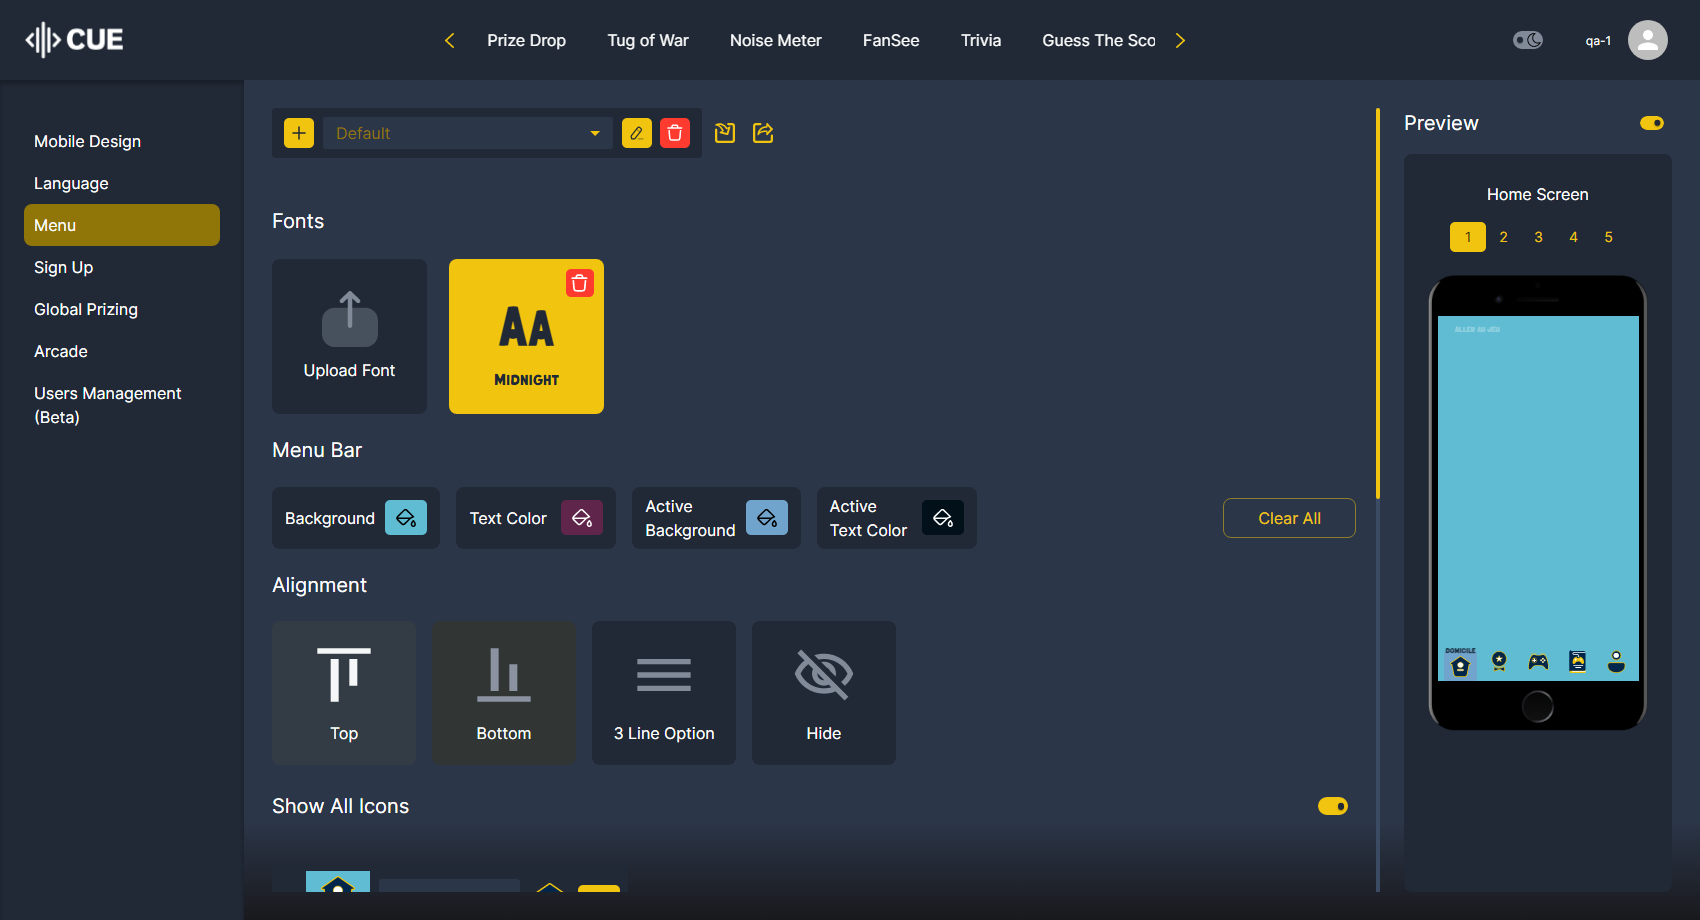 CUE
Prize Drop
Tug of War
Noise Meter
FanSee
Trivia
Guess The Sco
qa-1
Mobile Design
Language
Menu
Sign Up
Global Prizing
Arcade
Users Management
(Beta)
Default
Fonts
Upload Font
AA
MIDNIGHT
Menu Bar
Background
Text Color
Active
Background
Active
Text Color
Clear All
Alignment
Top
Bottom
3 Line Option
Hide
Show All Icons
Preview
Home Screen
1 2 3 4 5
DOMICILE